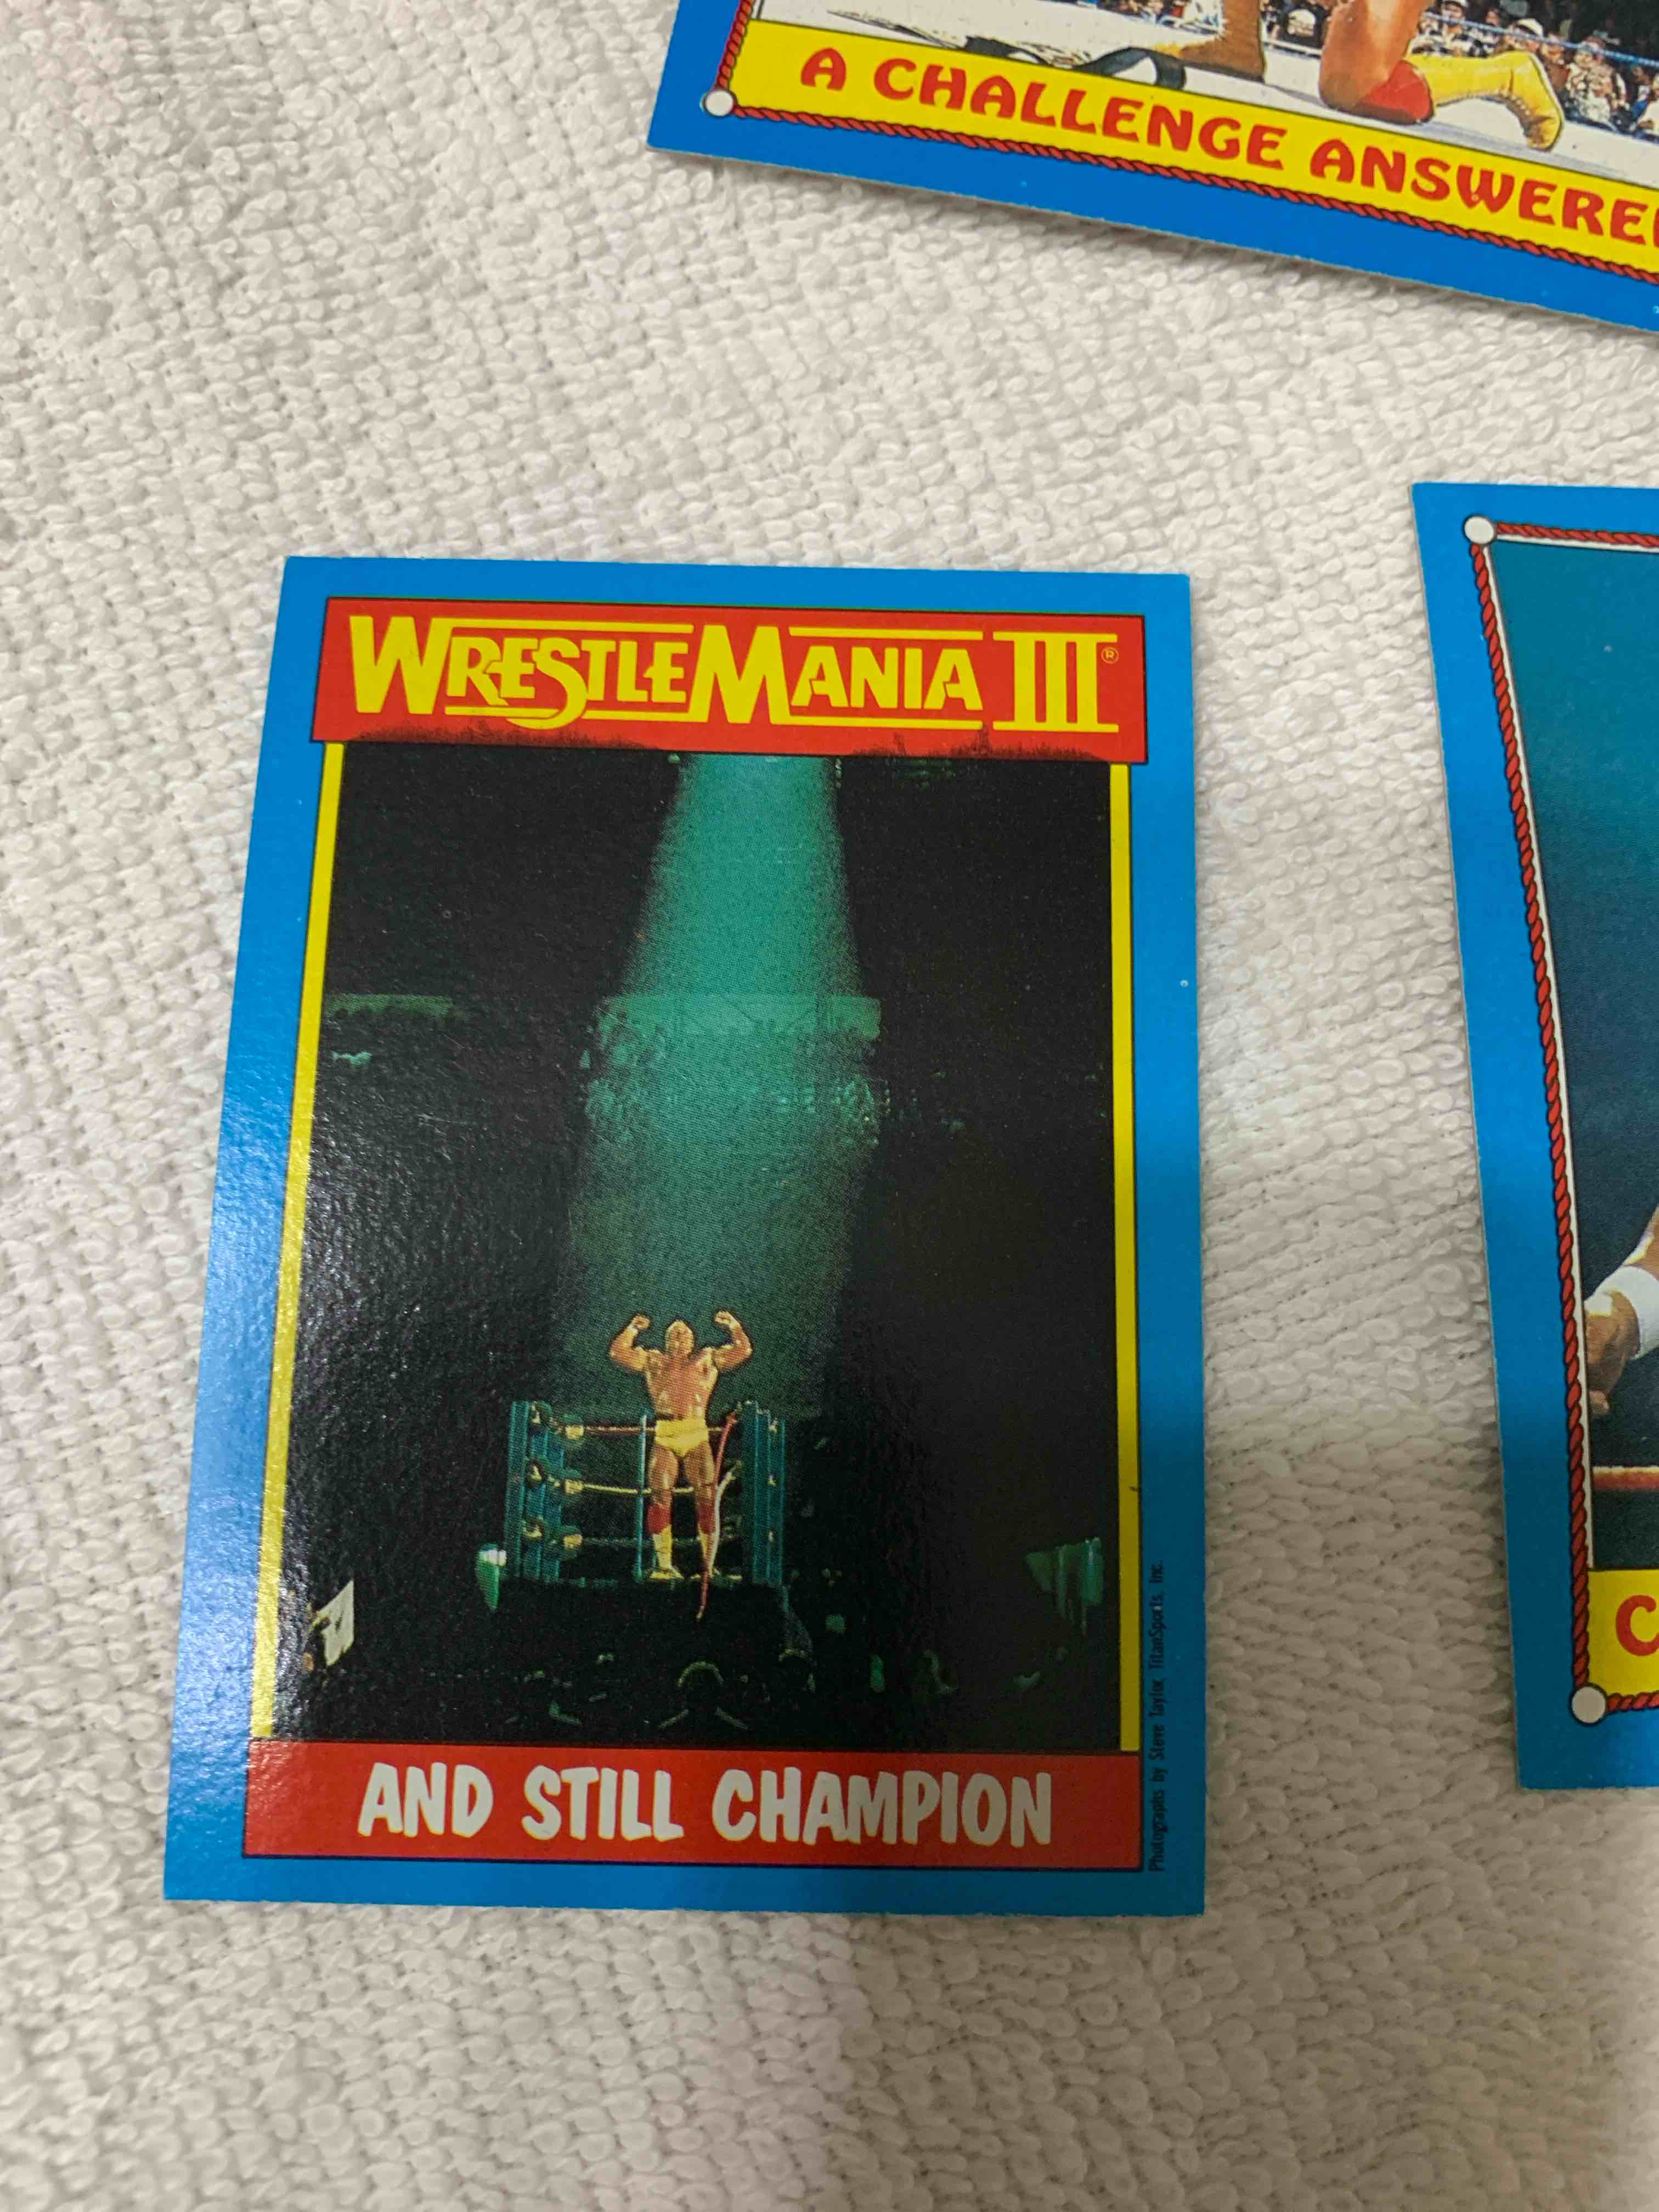 A CHALLENGE ANSWERE
WRESTLEMANIA III®
C
AND STILL CHAMPION
Photographs by Steve Taylor, TitanSports, Inc.